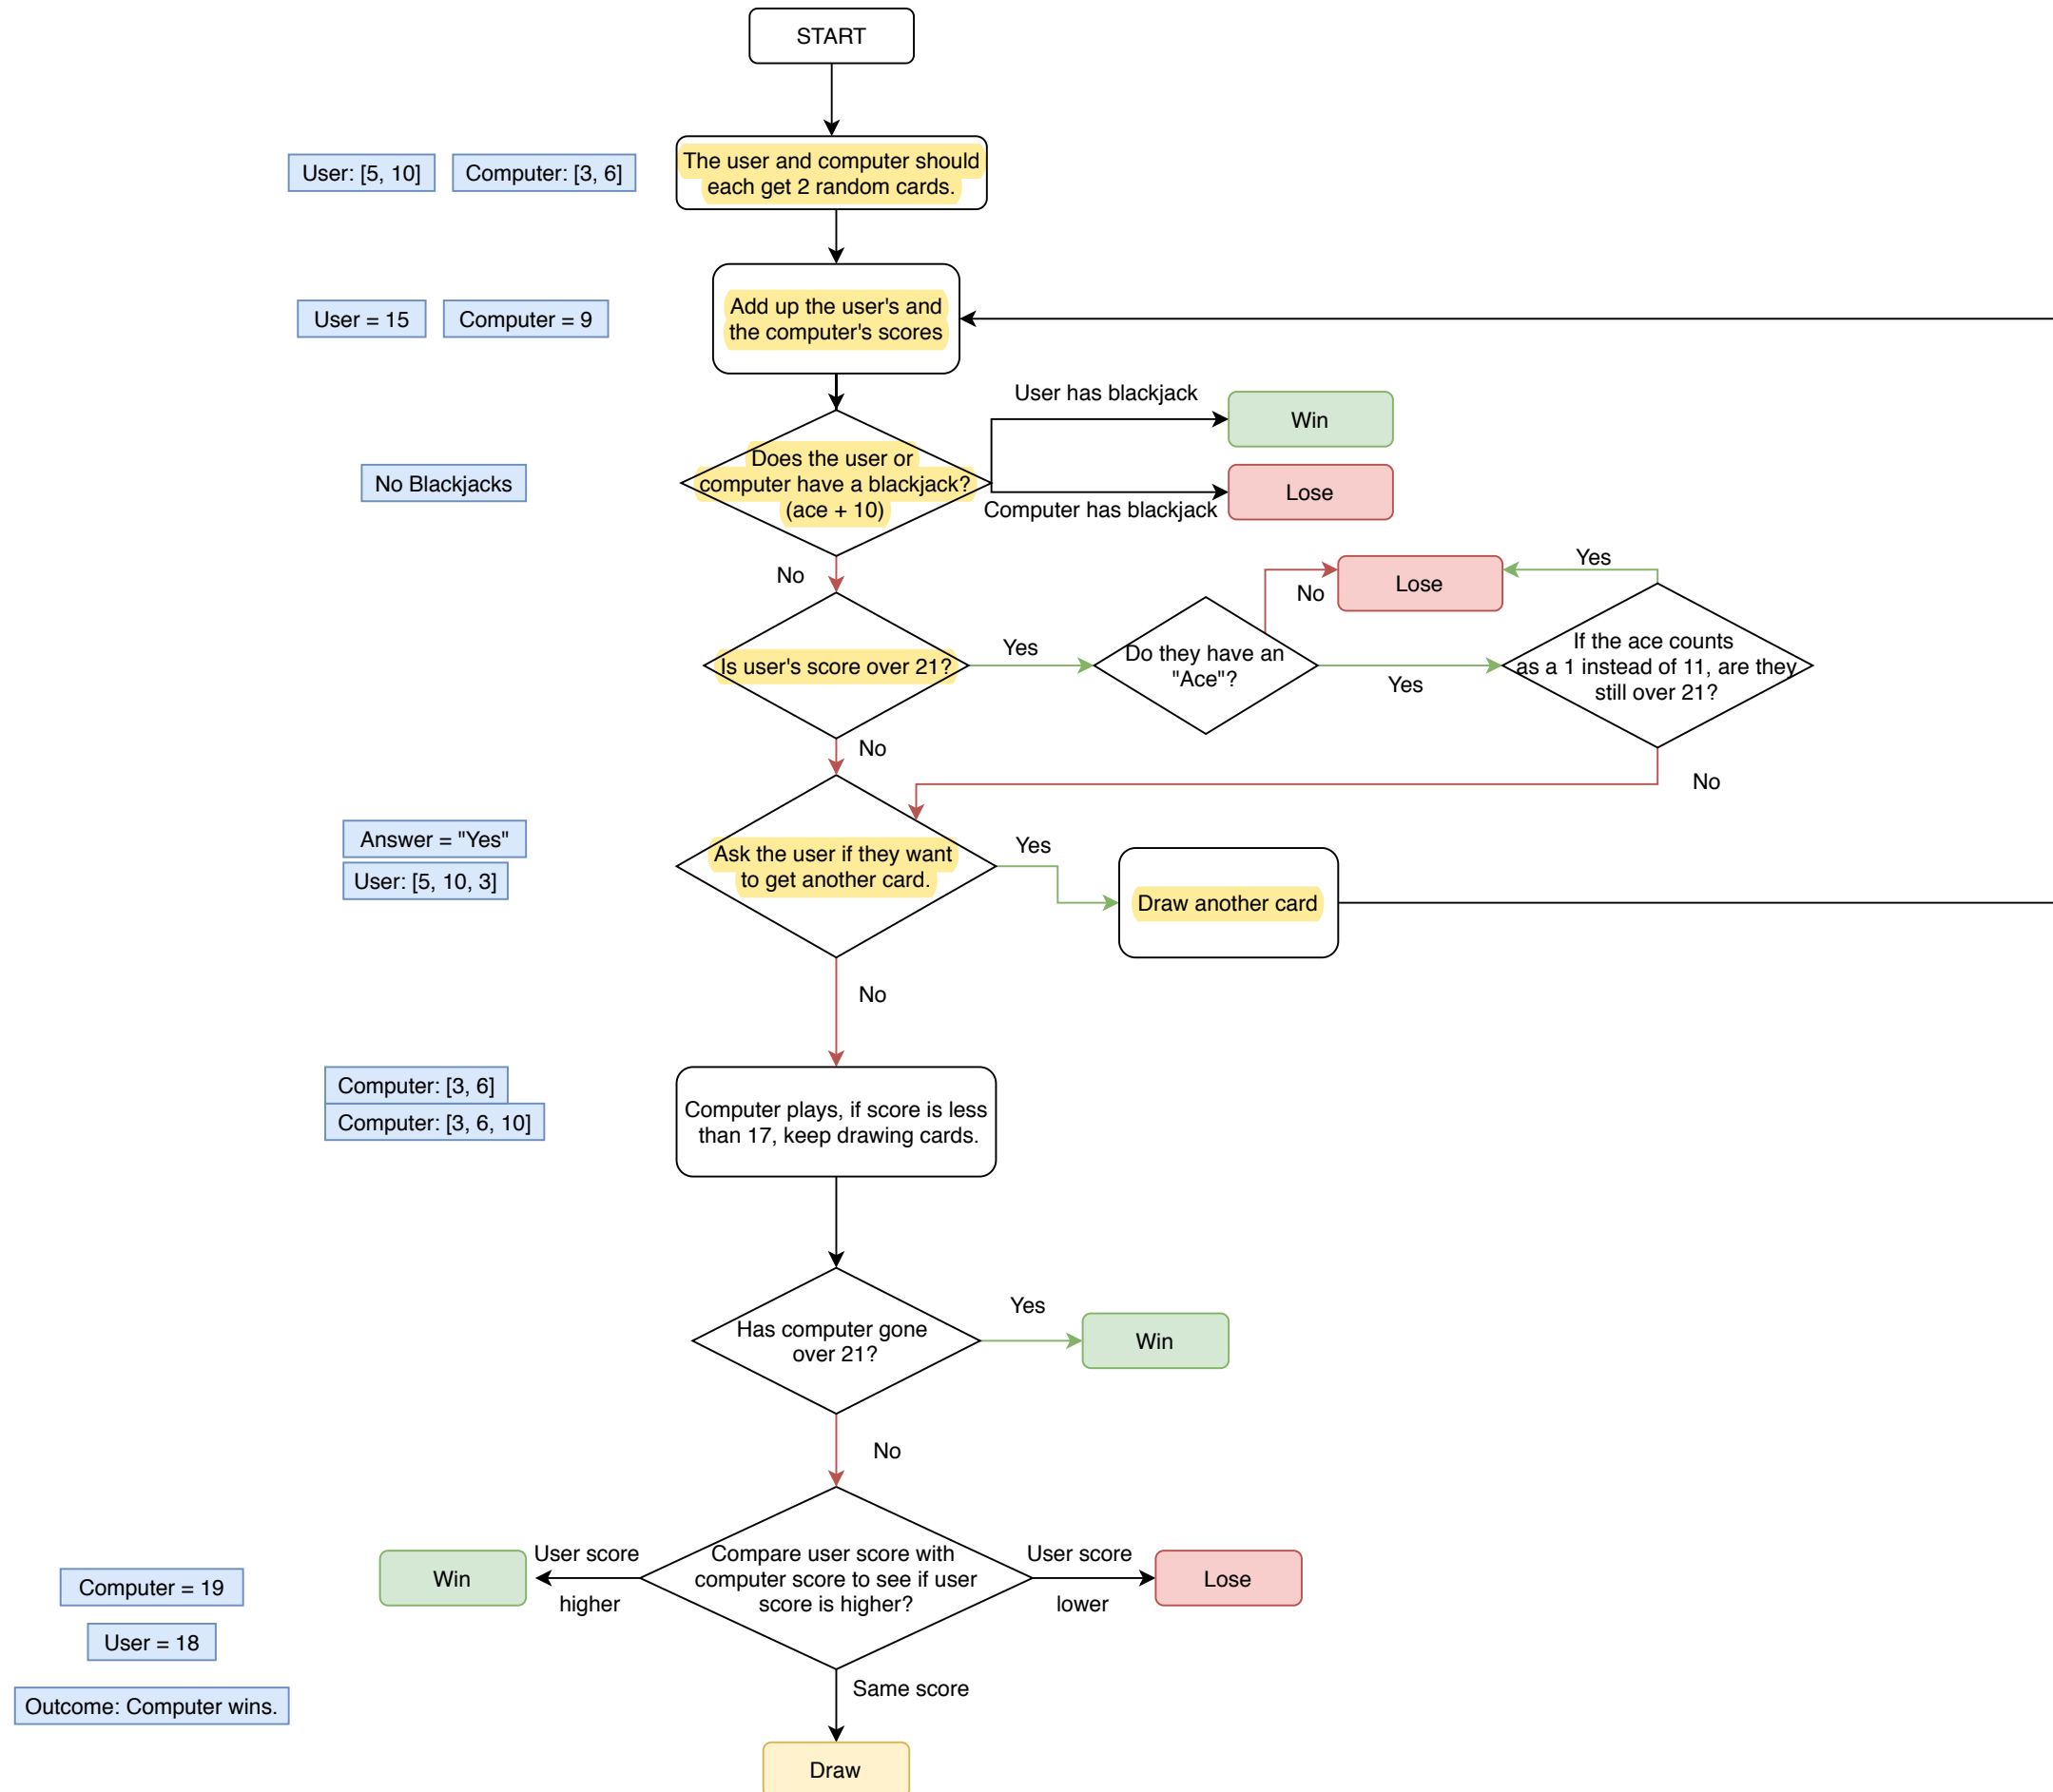 START
User: [5, 10]
Computer: [3, 6]
The user and computer should
each get 2 random cards.
User = 15
Computer = 9
Add up the user's and
the computer's scores
User has blackjack
Win
No Blackjacks
Does the user or
computer have a blackjack?
(ace + 10)
Lose
Computer has blackjack
No
Is user's score over 21?
Yes
Do they have an
"Ace"?
No
Lose
Yes
Yes
If the ace counts
as a 1 instead of 11, are they
still over 21?
No
No
Answer = "Yes"
User: [5, 10, 3]
Ask the user if they want
to get another card.
Yes
Draw another card
No
Computer: [3, 6]
Computer: [3, 6, 10]
Computer plays, if score is less
than 17, keep drawing cards.
Has computer gone
over 21?
Yes
Win
No
Computer = 19
User = 18
Outcome: Computer wins.
Win
User score
higher
Compare user score with
computer score to see if user
score is higher?
User score
lower
Lose
Same score
Draw